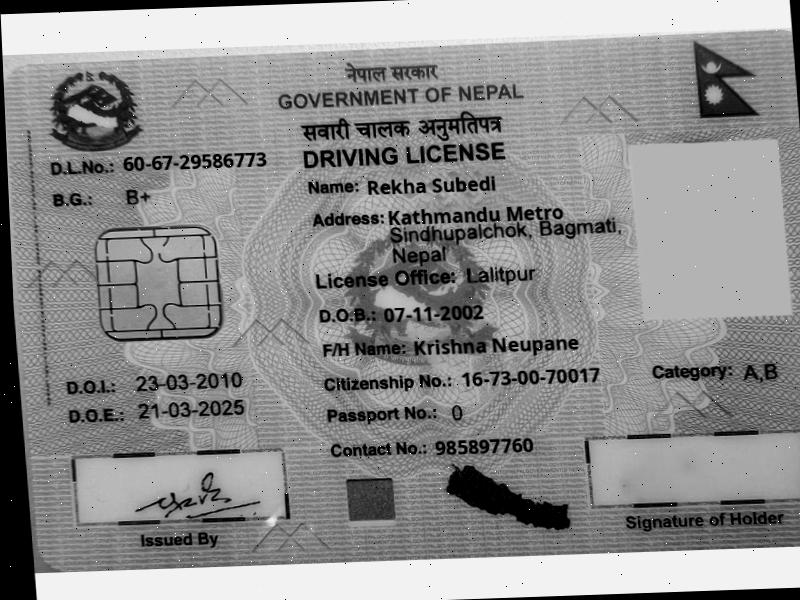 नेपाल सरकार
GOVERNMENT OF NEPAL
सवारी चालक अनुमतिपत्र
DRIVING LICENSE
D.L.No.: 60-67-29586773
B.G.: B+
Name: Rekha Subedi
Address: Kathmandu Metro
Sindhupalchok, Bagmati,
Nepal
License Office: Lalitpur
D.O.B.: 07-11-2002
F/H Name: Krishna Neupane
D.O.I.: 23-03-2010
Citizenship No.: 16-73-00-70017
Category: A,B
D.O.E.: 21-03-2025
Passport No.: 0
Contact No.: 985897760
Issued By
Signature of Holder